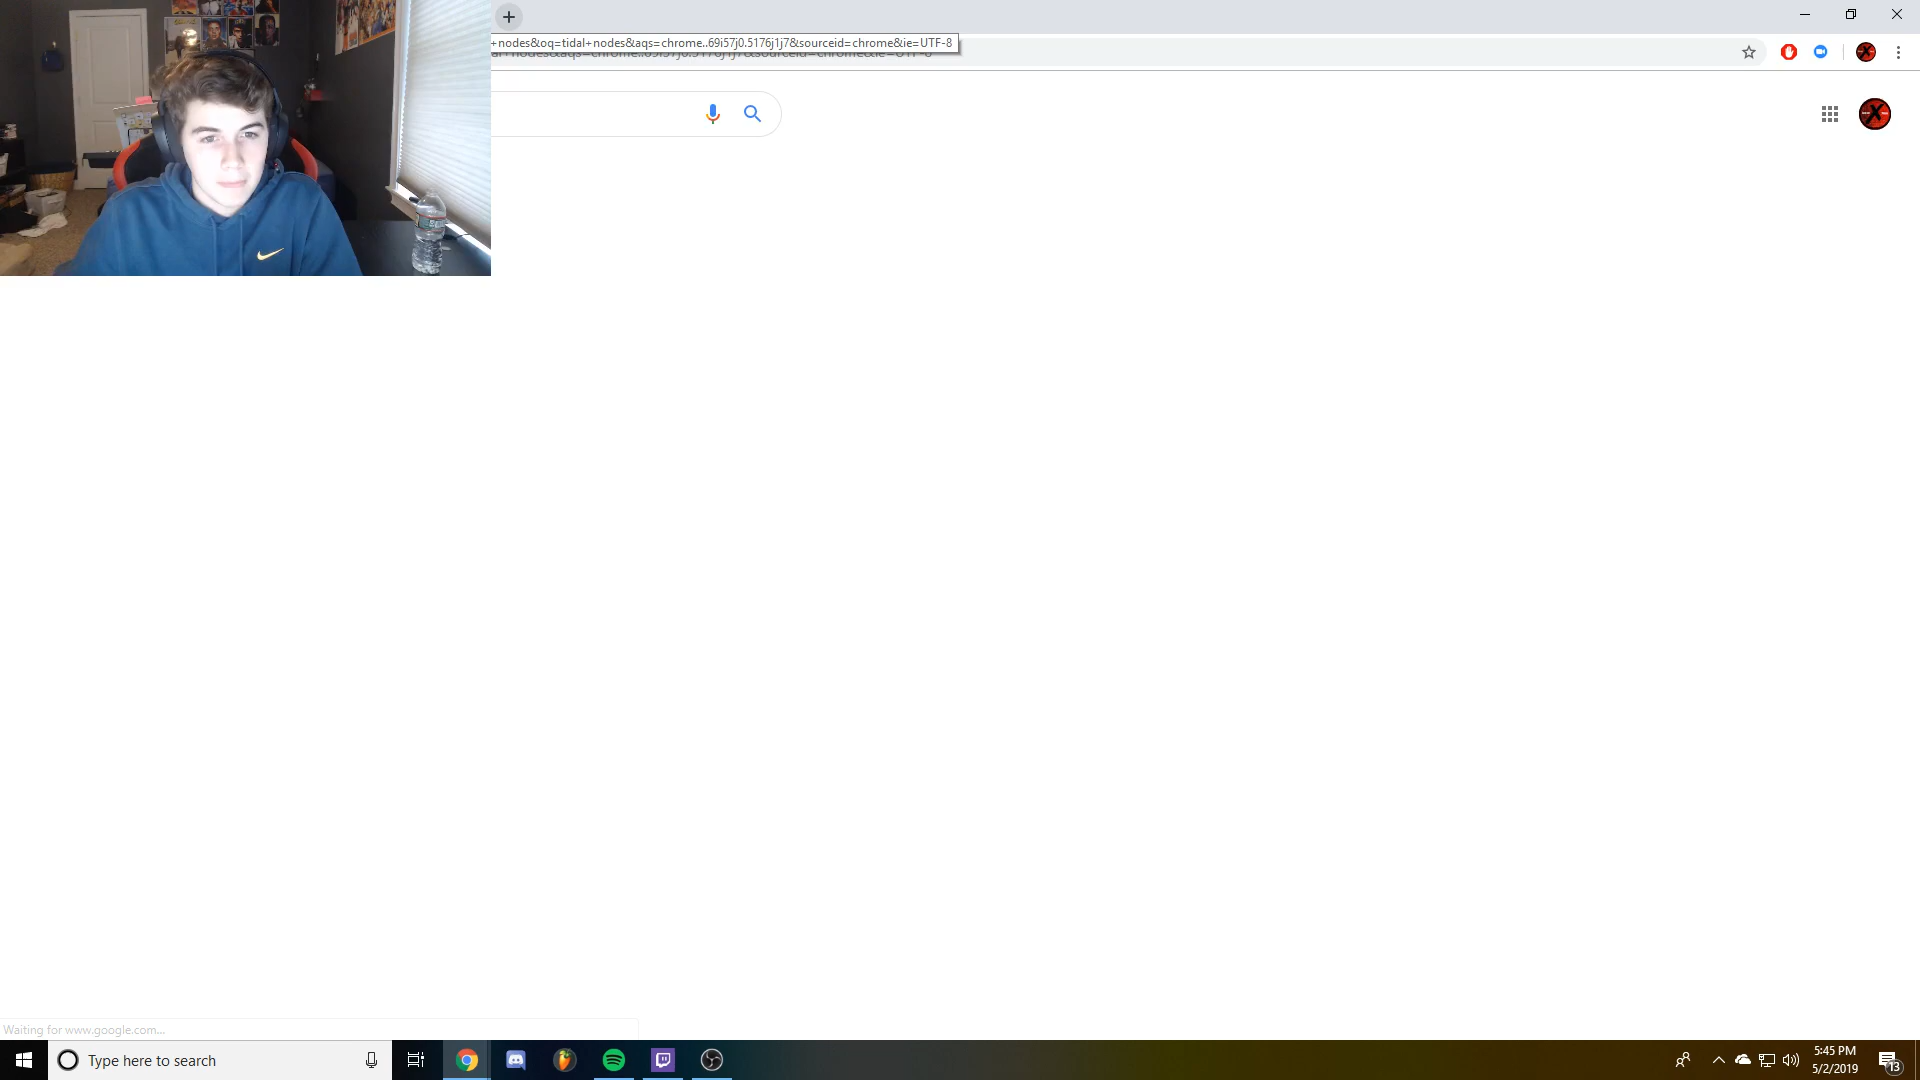 +nodes&oq=tidal+nodes&aqs=chrome..69i57j0.5176j1j7&sourceid=chrome&ie=UTF-8
Waiting for www.google.com...
Type here to search
5:45 PM
5/2/2019
13